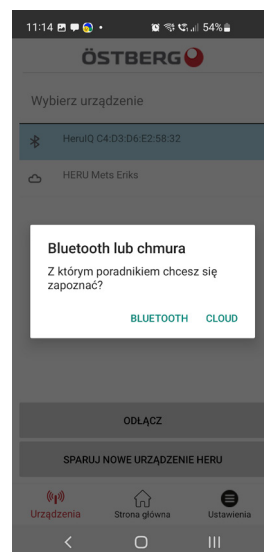 11:14 54%
ÖSTBERG
Wybierz urządzenie
HeruIQ C4:D3:D6:E2:58:32
HERU Mets Eriks
Bluetooth lub chmura
Z którym poradnikiem chcesz się
zapoznać?
BLUETOOTH CLOUD
ODŁĄCZ
SPARUJ NOWE URZĄDZENIE HERU
Urządzenia Strona główna Ustawienia